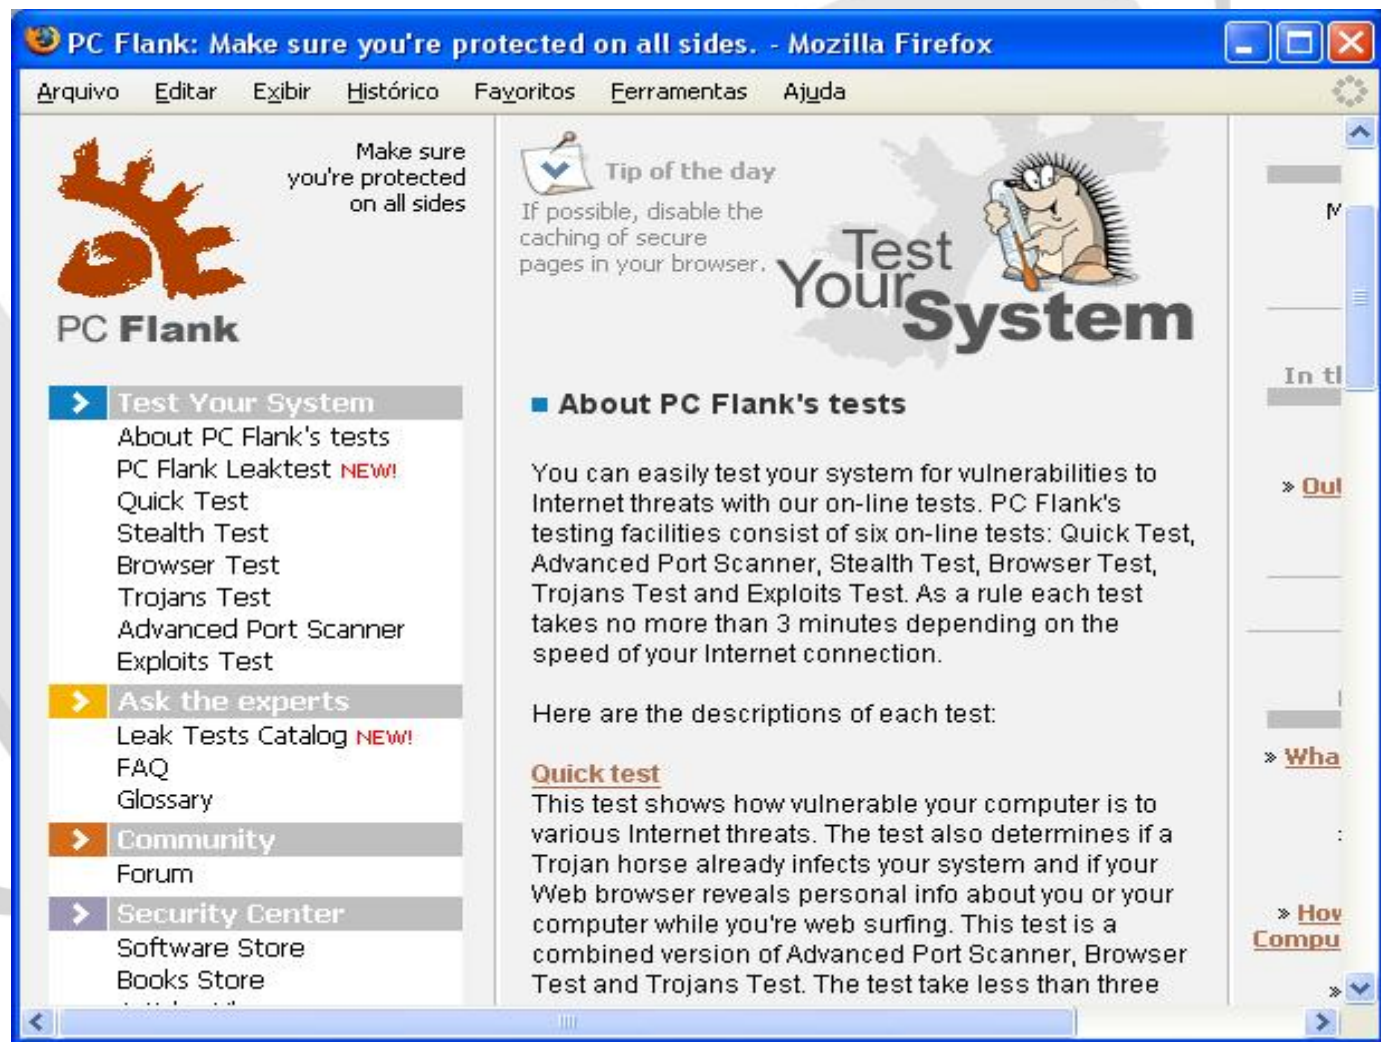 PC Flank: Make sure you're protected on all sides. - Mozilla Firefox
Arquivo Editar Exibir Histórico Favoritos Ferramentas Ajuda
Make sure
you're protected
on all sides
PC Flank
Test Your System
About PC Flank's tests
PC Flank Leaktest NEW!
Quick Test
Stealth Test
Browser Test
Trojans Test
Advanced Port Scanner
Exploits Test
Ask the experts
Leak Tests Catalog NEW!
FAQ
Glossary
Community
Forum
Security Center
Software Store
Books Store
Tip of the day
If possible, disable the
caching of secure
pages in your browser.
Test
Your
System
■ About PC Flank's tests
You can easily test your system for vulnerabilities to
Internet threats with our on-line tests. PC Flank's
testing facilities consist of six on-line tests: Quick Test,
Advanced Port Scanner, Stealth Test, Browser Test,
Trojans Test and Exploits Test. As a rule each test
takes no more than 3 minutes depending on the
speed of your Internet connection.
Here are the descriptions of each test:
Quick test
This test shows how vulnerable your computer is to
various Internet threats. The test also determines if a
Trojan horse already infects your system and if your
Web browser reveals personal info about you or your
computer while you're web surfing. This test is a
combined version of Advanced Port Scanner, Browser
Test and Trojans Test. The test take less than three
In
» Out
» Wha
» How
Compu
»